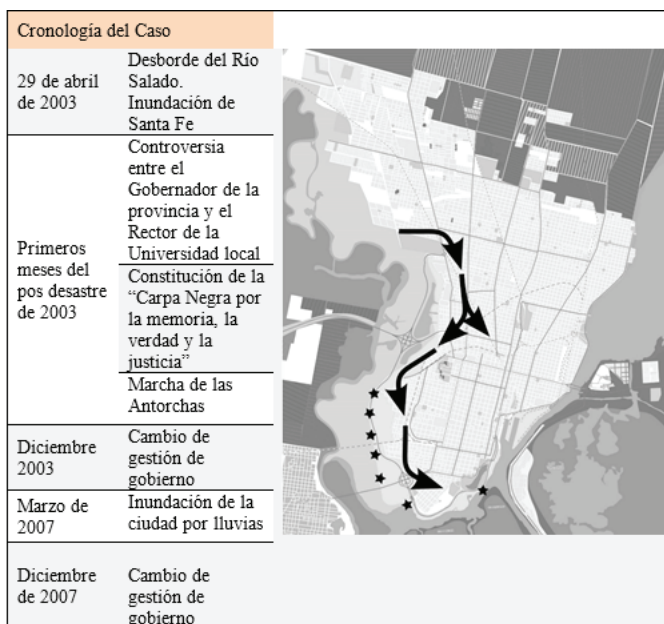 Cronología del Caso
29 de abril
de 2003
Desborde del Río
Salado.
Inundación de
Santa Fe
Primeros
meses del
pos desastre
de 2003
Controversia
entre el
Gobernador de la
provincia y el
Rector de la
Universidad local
Constitución de la
“Carpa Negra por
la memoria, la
verdad y la
justicia”
Marcha de las
Antorchas
Diciembre
2003
Cambio de
gestión de
gobierno
Marzo de
2007
Inundación de la
ciudad por lluvias
Diciembre
de 2007
Cambio de
gestión de
gobierno